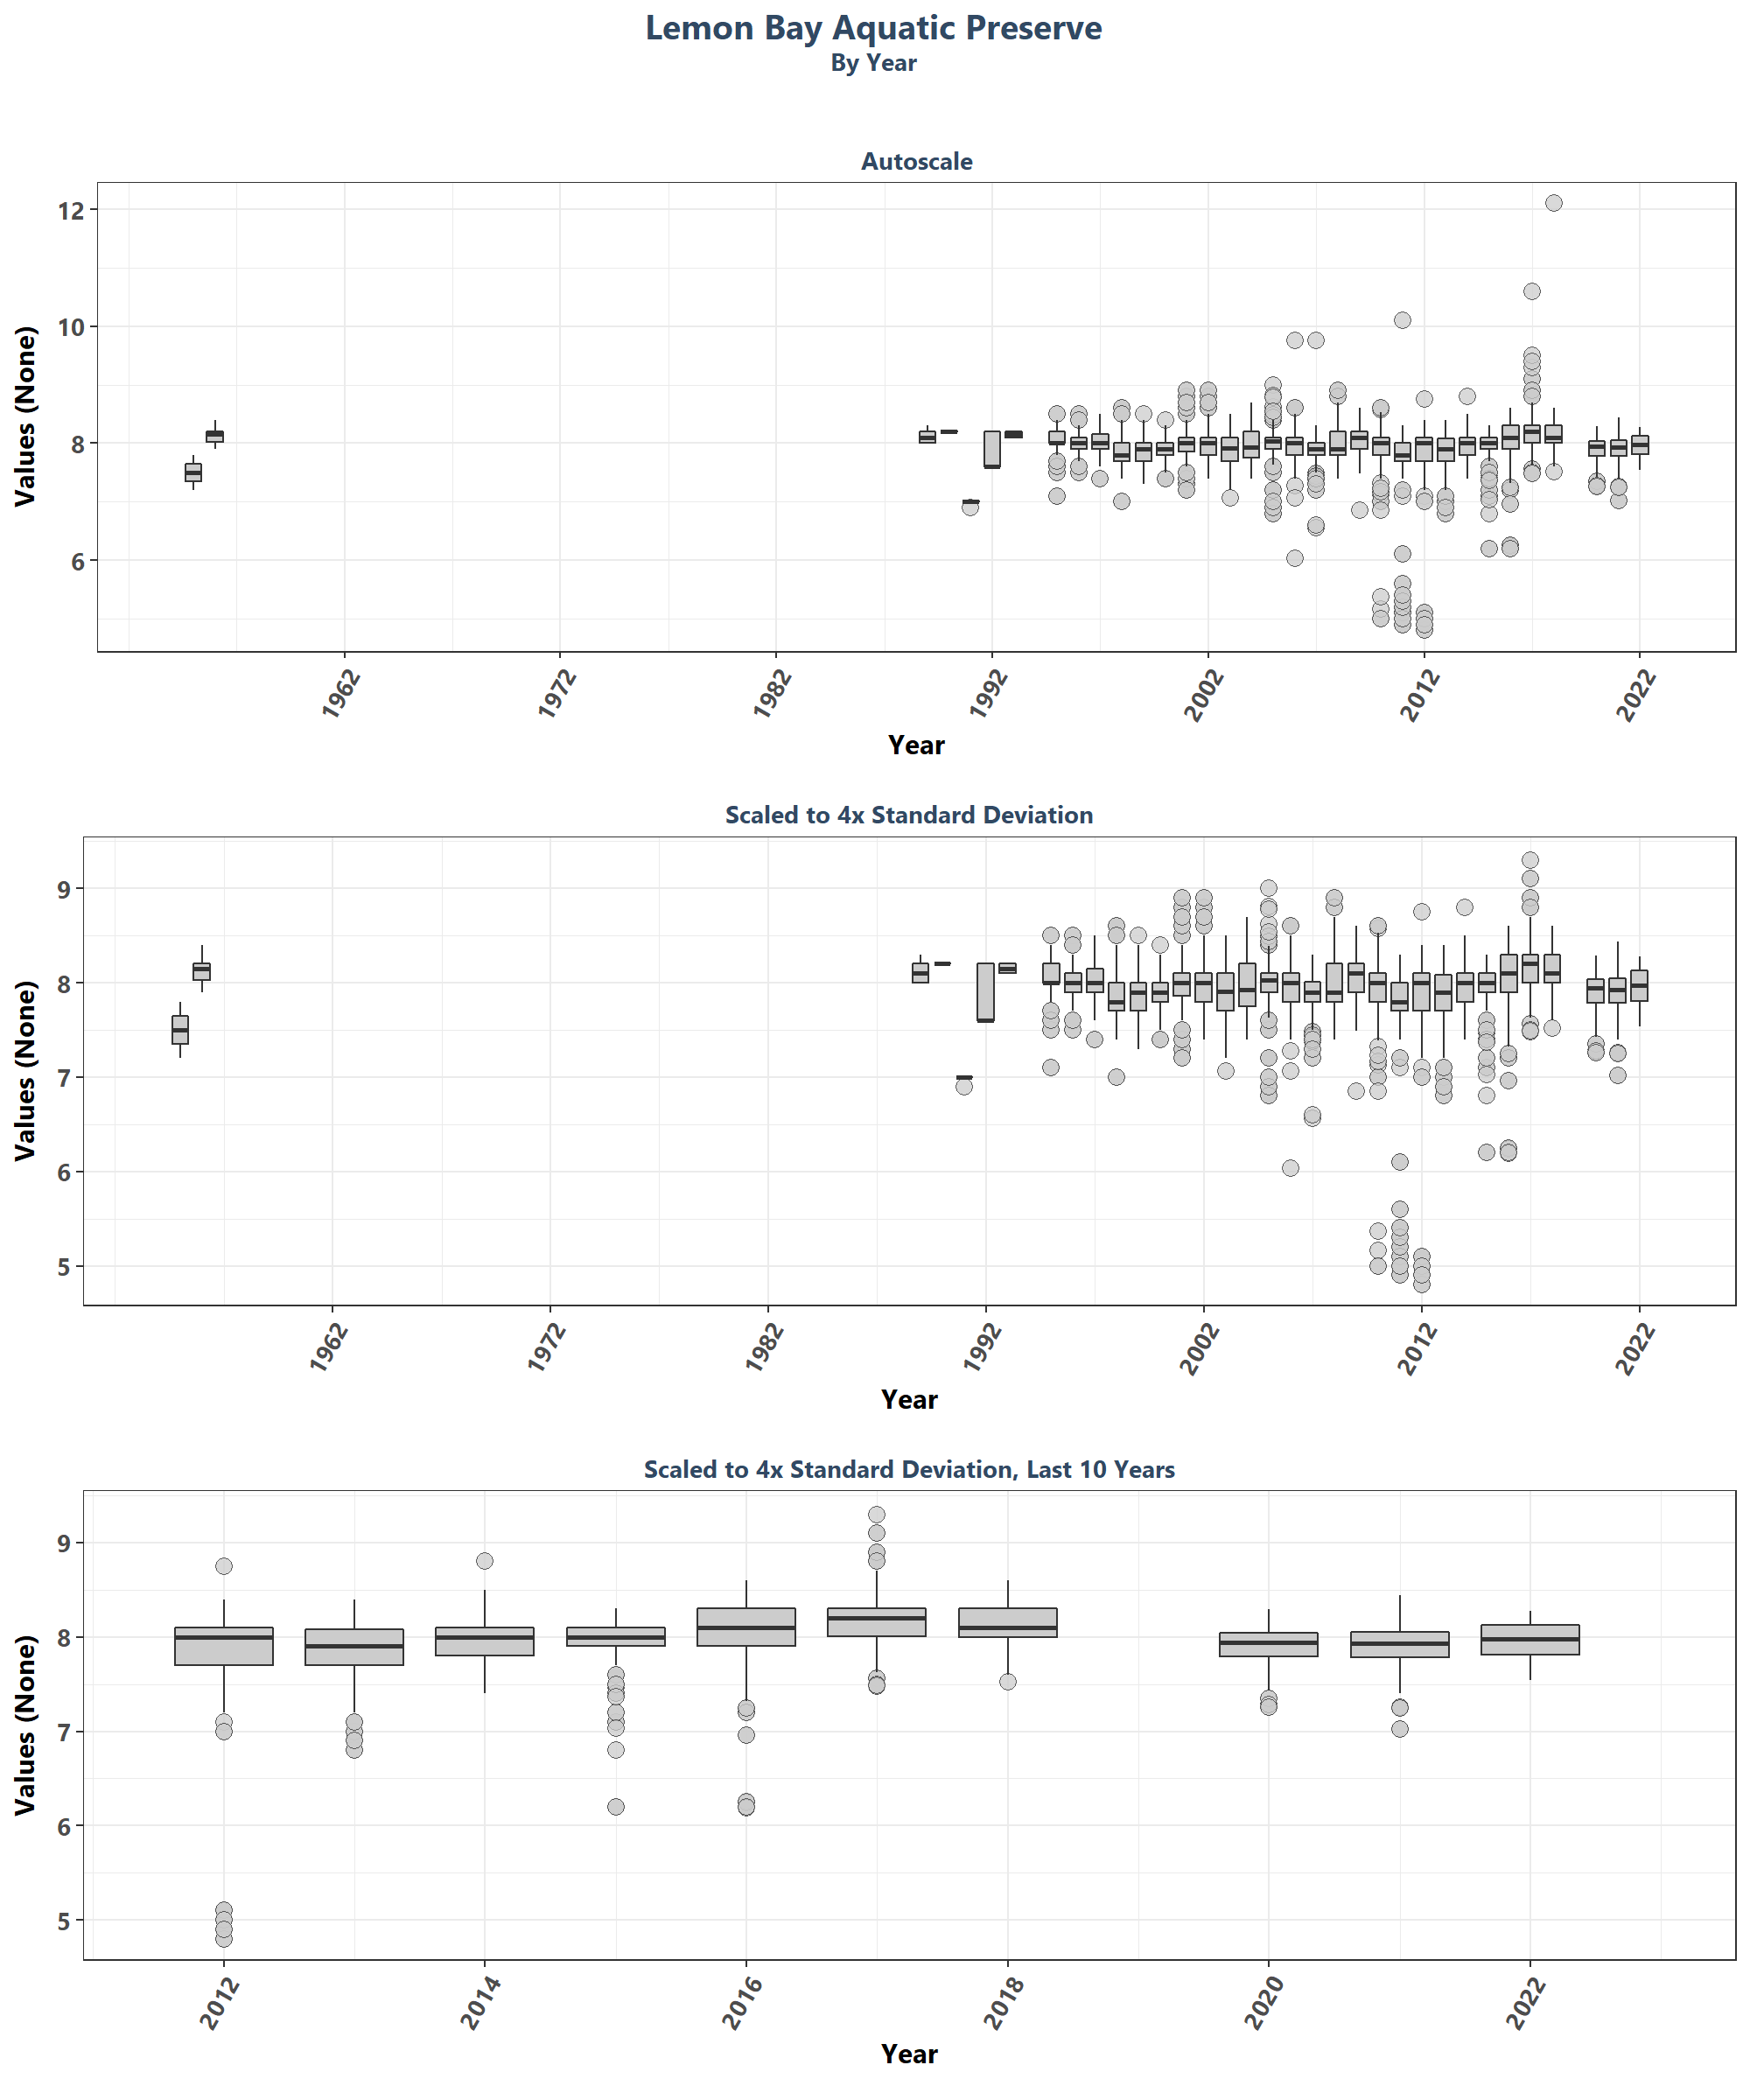 Lemon Bay Aquatic Preserve
By Year
Autoscale
12
10
8
6
Values (None)
1962 1972 1982 1992 2002 2012 2022
Year
Scaled to 4x Standard Deviation
9
8
7
6
5
Values (None)
1962 1972 1982 1992 2002 2012 2022
Year
Scaled to 4x Standard Deviation, Last 10 Years
9
8
7
6
5
Values (None)
2012 2014 2016 2018 2020 2022
Year